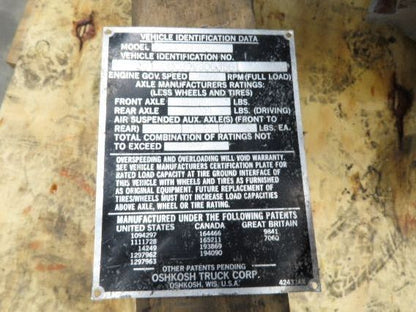 VEHICLE IDENTIFICATION DATA
MODEL
VEHICLE IDENTIFICATION NO.
ENGINE GOV. SPEED RPM (FULL LOAD)
AXLE MANUFACTURERS RATINGS:
(LESS WHEELS AND TIRES)
FRONT AXLE LBS.
REAR AXLE LBS. (DRIVING)
AIR SUSPENDED AUX. AXLE(S) (FRONT TO
REAR) LBS. EA.
TOTAL COMBINATION OF RATINGS NOT
TO EXCEED
OVERSPEEDING AND OVERLOADING WILL VOID WARRANTY.
SEE VEHICLE MANUFACTURERS CERTIFICATION PLATE FOR
RATED LOAD CAPACITY AT TIRE GROUND INTERFACE OF
THIS VEHICLE WITH WHEELS AND TIRES AS FURNISHED
AS ORIGINAL EQUIPMENT. FUTURE REPLACEMENT OF
TIRES/WHEELS MUST NOT INCREASE LOAD CAPACITIES
ABOVE AXLE, WHEEL OR TIRE RATING.
MANUFACTURED UNDER THE FOLLOWING PATENTS
UNITED STATES CANADA GREAT BRITAIN
1094297 164466 9841
1111728 165211 7060
14249 193869
1297962 194090
1297963
OTHER PATENTS PENDING
OSHKOSH TRUCK CORP.
OSHKOSH, WIS. U.S.A.